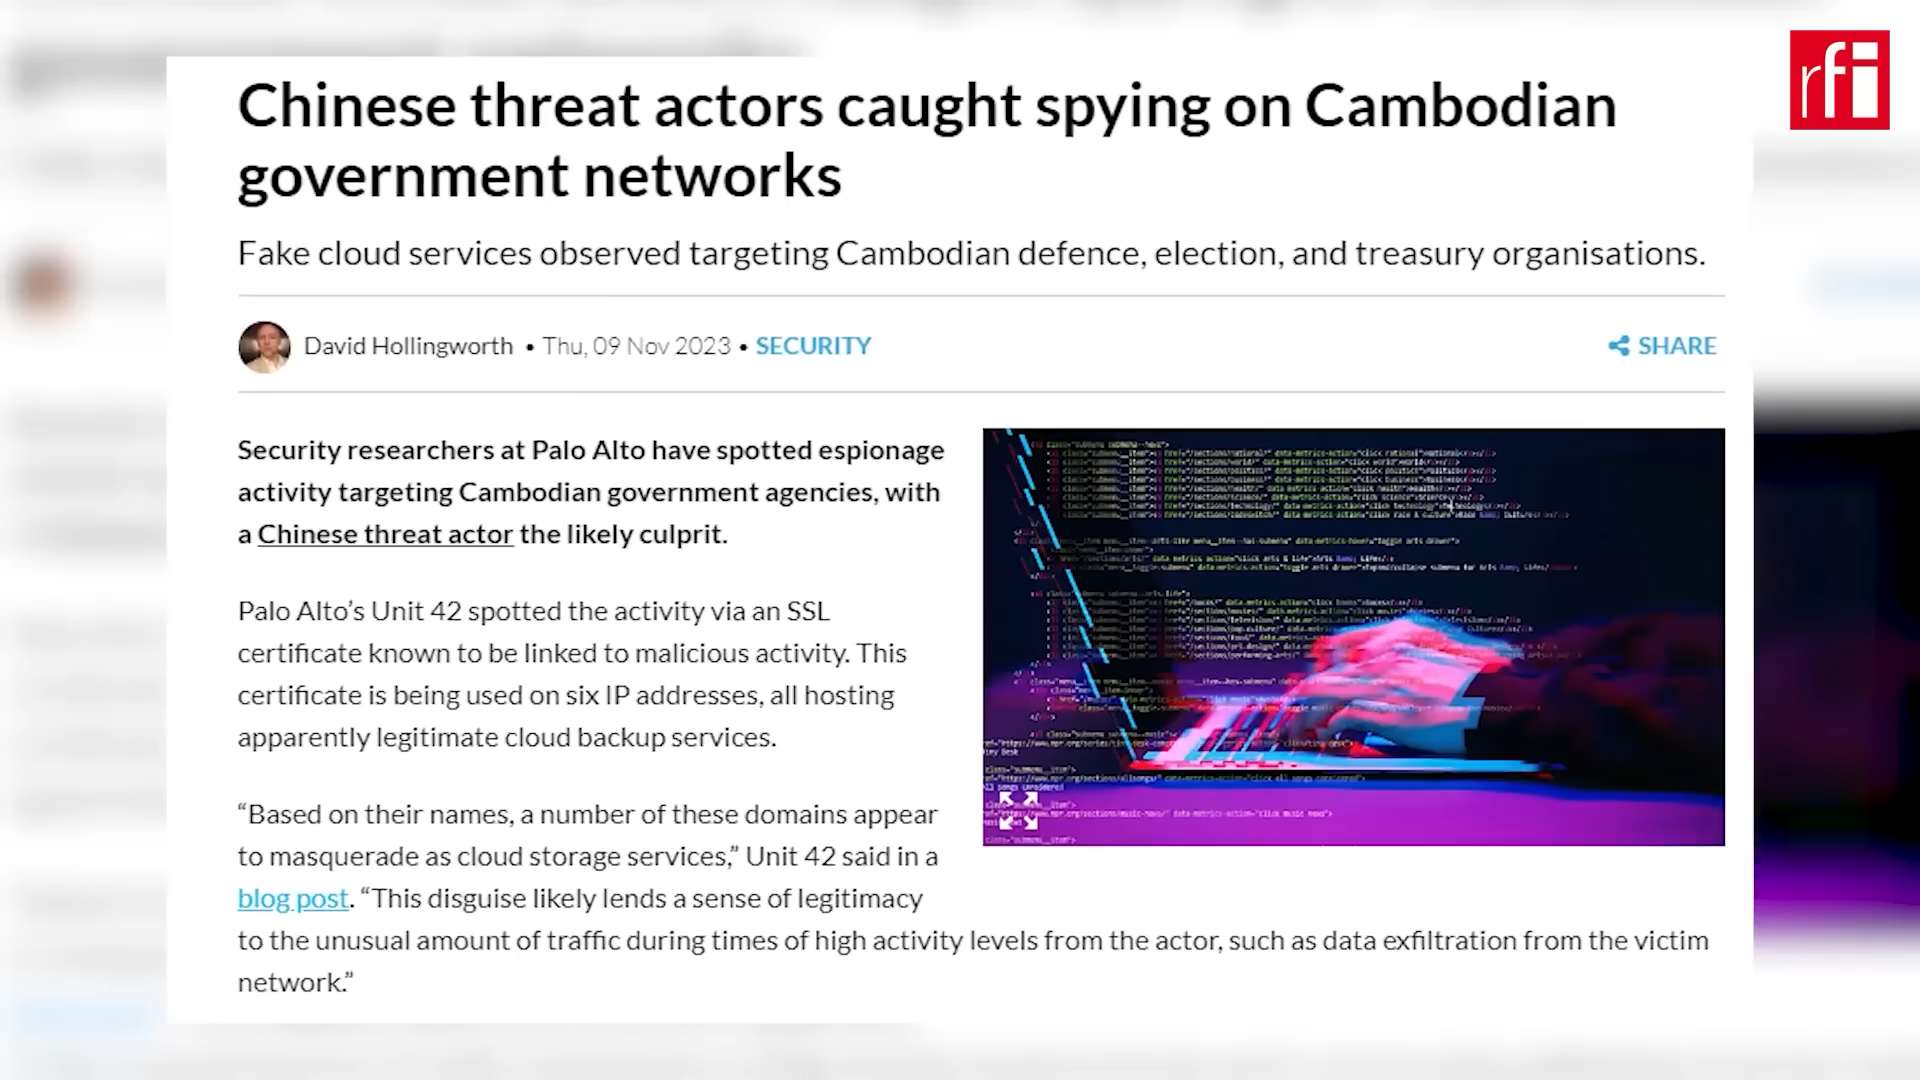 rfi
Chinese threat actors caught spying on Cambodian
government networks
Fake cloud services observed targeting Cambodian defence, election, and treasury organisations.
David Hollingworth • Thu, 09 Nov 2023 • SECURITY
SHARE
Security researchers at Palo Alto have spotted espionage
activity targeting Cambodian government agencies, with
a Chinese threat actor the likely culprit.
Palo Alto’s Unit 42 spotted the activity via an SSL
certificate known to be linked to malicious activity. This
certificate is being used on six IP addresses, all hosting
apparently legitimate cloud backup services.
“Based on their names, a number of these domains appear
to masquerade as cloud storage services,” Unit 42 said in a
blog post. “This disguise likely lends a sense of legitimacy
to the unusual amount of traffic during times of high activity levels from the actor, such as data exfiltration from the victim
network.”